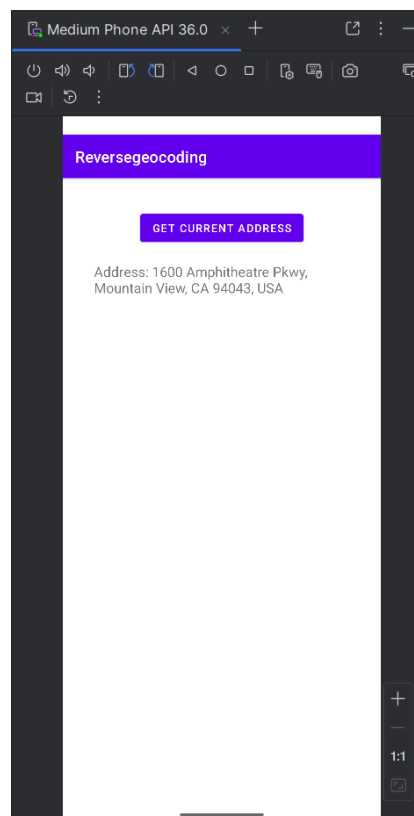 Medium Phone API 36.0
Reversegeocoding
GET CURRENT ADDRESS
Address: 1600 Amphitheatre Pkwy,
Mountain View, CA 94043, USA
1:1